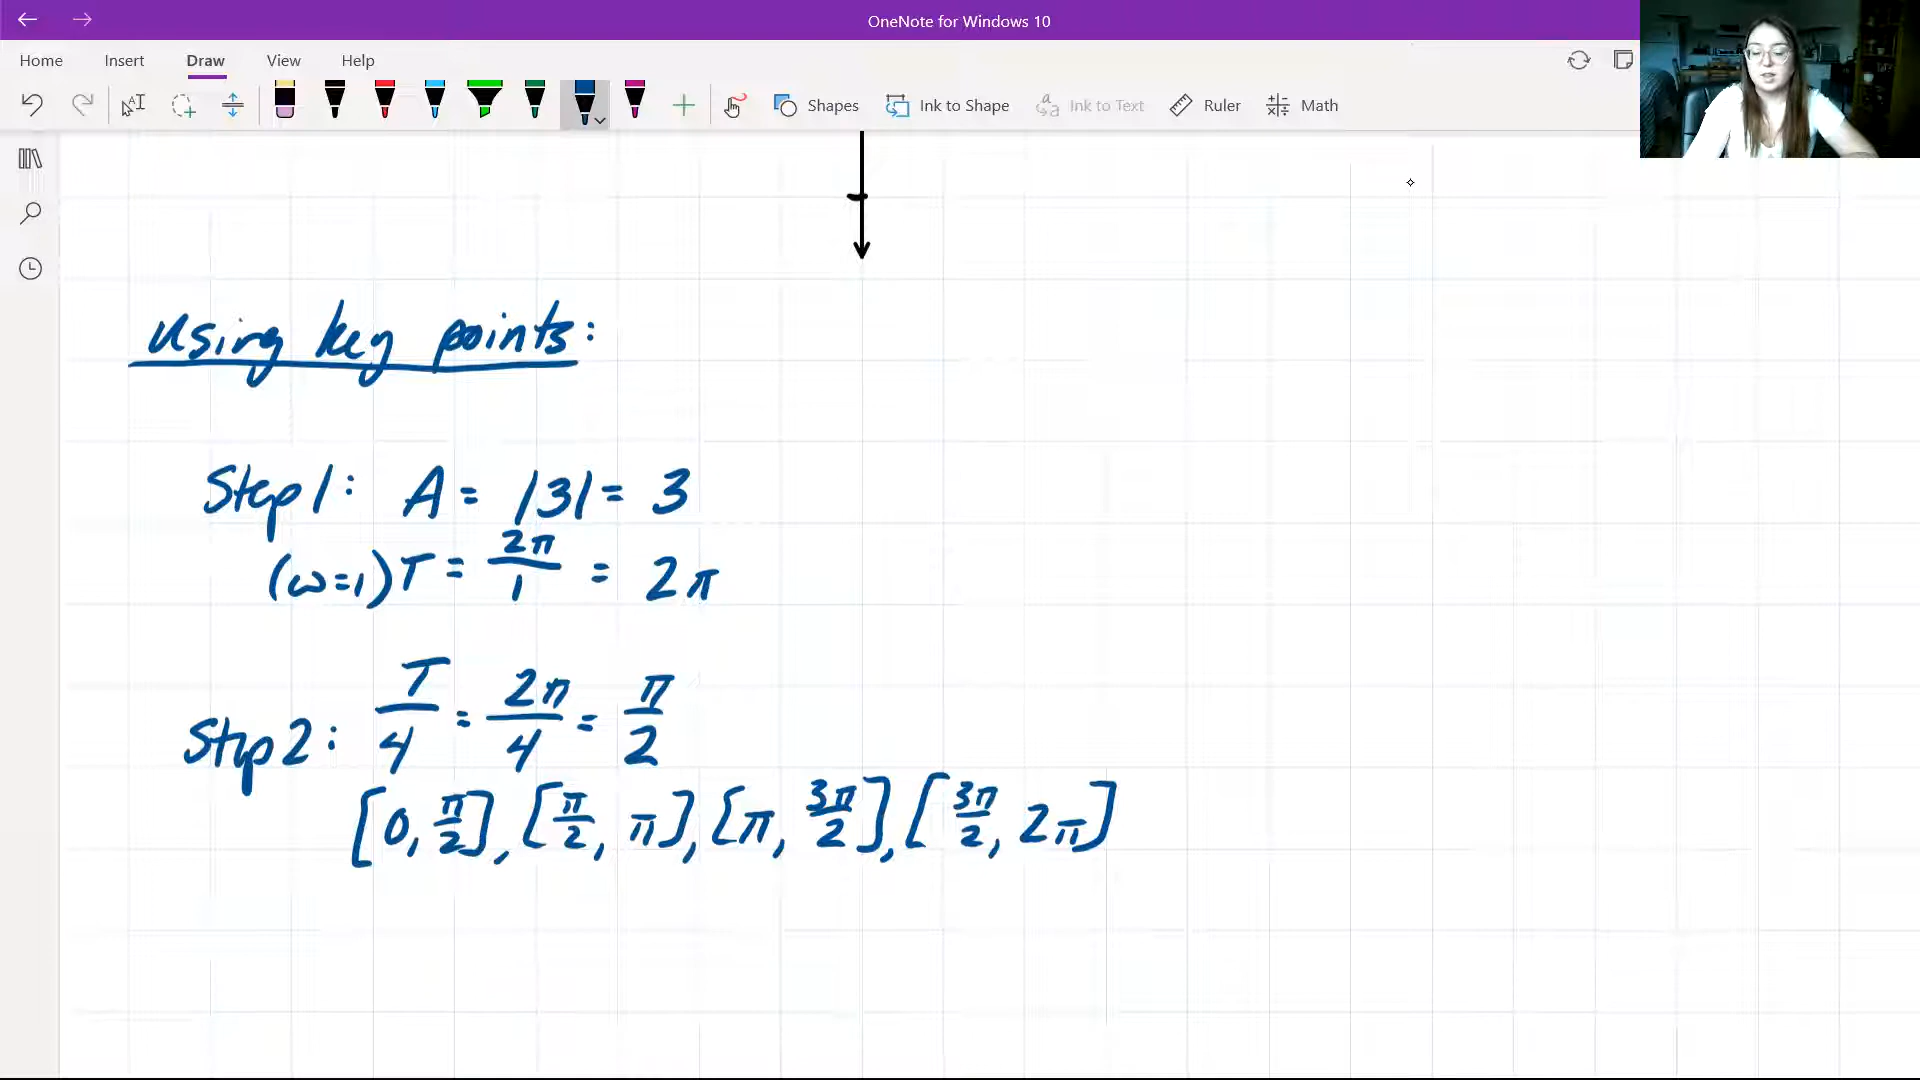 OneNote for Windows 10
Home Insert Draw View Help
Shapes Ink to Shape Ink to Text Ruler Math
Using key points:
Step 1: A = |3| = 3
(ω=1) T = 2π/1 = 2π
Step 2: T/4 = 2π/4 = π/2
[0, π/2], [π/2, π], [π, 3π/2], [3π/2, 2π]